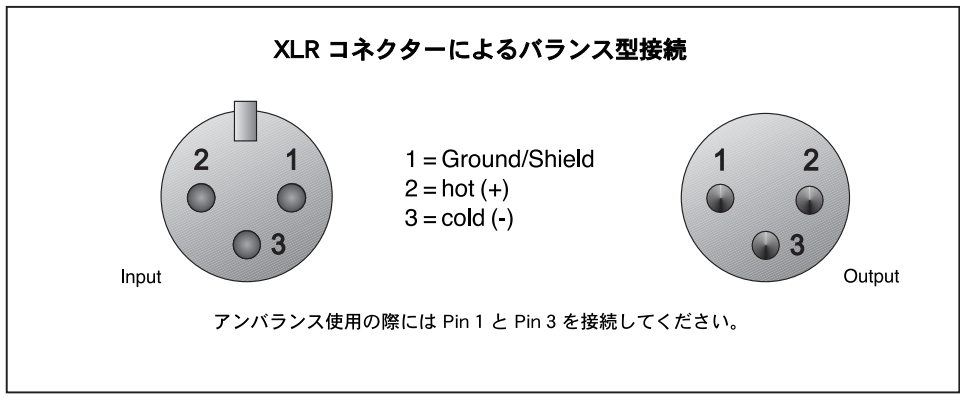 XLR コネクターによるバランス型接続
2 1
3
Input
1 = Ground/Shield
2 = hot (+)
3 = cold (-)
1 2
3
Output
アンバランス使用の際には Pin 1 と Pin 3 を接続してください。